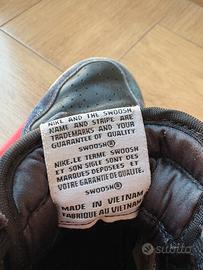 NIKE AND THE SWOOSH
NAME AND STRIPE ARE
TRADEMARKS AND YOUR
GUARANTEE OF QUALITY
SWOOSH®
NIKE, LE TERME SWOOSH
ET SON SIGLE SONT DES
MARQUES DEPOSEES ET
VOTRE GARANTIE DE QUALITE.
SWOOSH®
MADE IN VIETNAM
FABRIQUE AU VIETNAM
subito